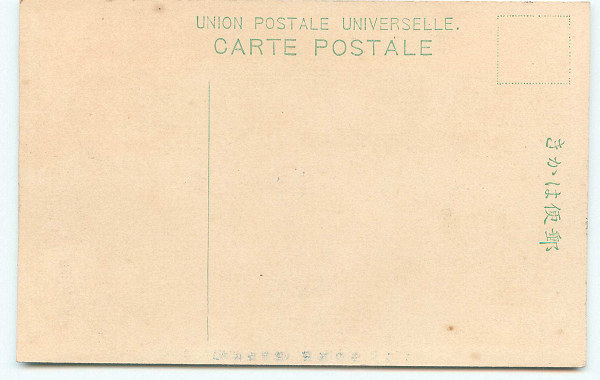 UNION POSTALE UNIVERSELLE.
CARTE POSTALE
郵便はかき